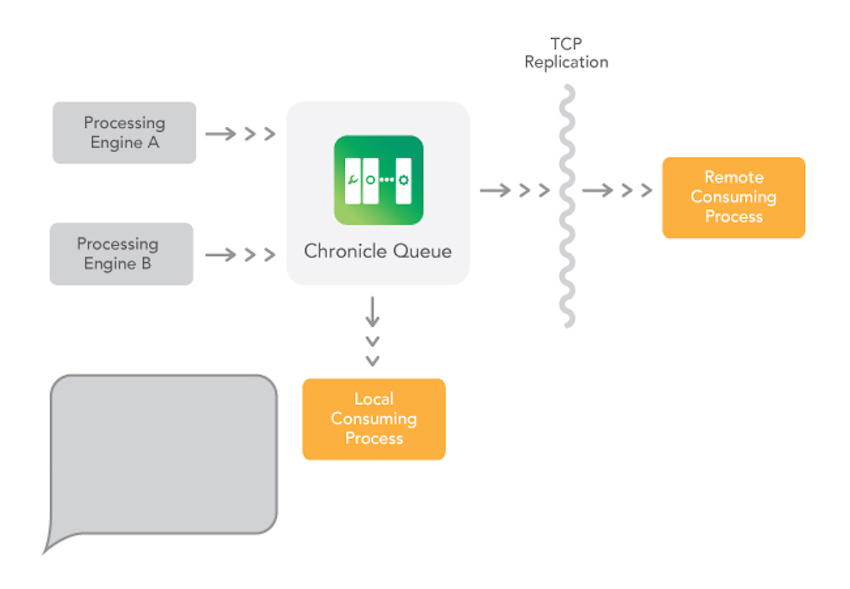 TCP
Replication
Processing
Engine A
Remote
Consuming
Process
Processing
Engine B
Chronicle Queue
Local
Consuming
Process